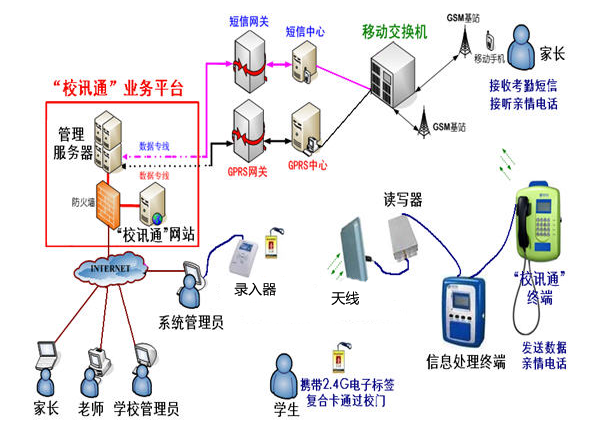 短信网关
短信中心
移动交换机
GSM基站
移动手机
家长
接收考勤短信
接听亲情电话
“校讯通”业务平台
管理
服务器
数据专线
数据专线
GPRS网关
GPRS中心
GSM基站
防火墙
“校讯通”网站
读写器
INTERNET
录入器
天线
“校讯通”
终端
系统管理员
信息处理终端
发送数据
亲情电话
家长
老师
学校管理员
学生
携带2.4G电子标签
复合卡通过校门